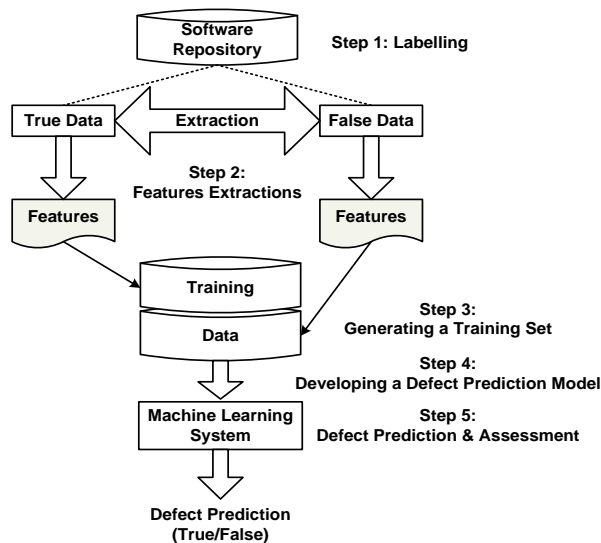 Software
Repository
Step 1: Labelling
True Data
Extraction
False Data
Step 2:
Features Extractions
Features
Features
Training
Data
Step 3:
Generating a Training Set
Step 4:
Developing a Defect Prediction Model
Machine Learning
System
Step 5:
Defect Prediction & Assessment
Defect Prediction
(True/False)